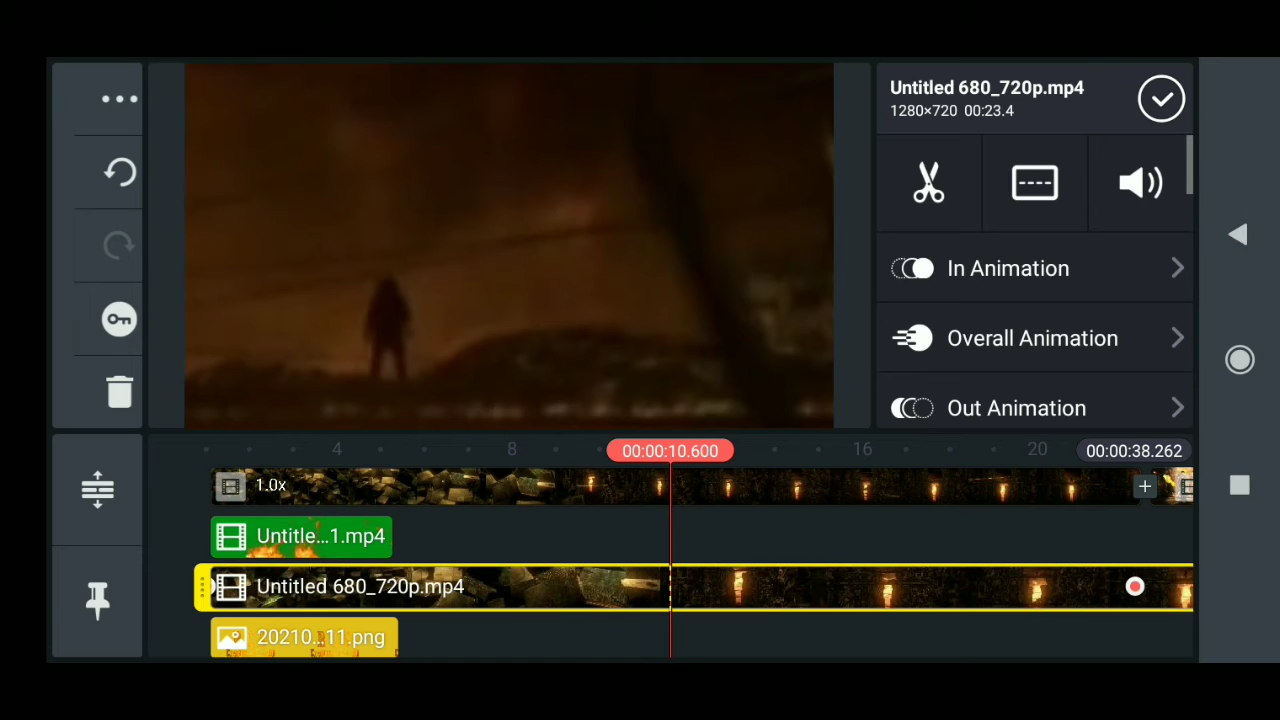 Untitled 680_720p.mp4
1280×720 00:23.4
In Animation
Overall Animation
Out Animation
4 8 00:00:10.600 16 20 00:00:38.262
1.0x
Untitle...1.mp4
Untitled 680_720p.mp4
20210...11.png